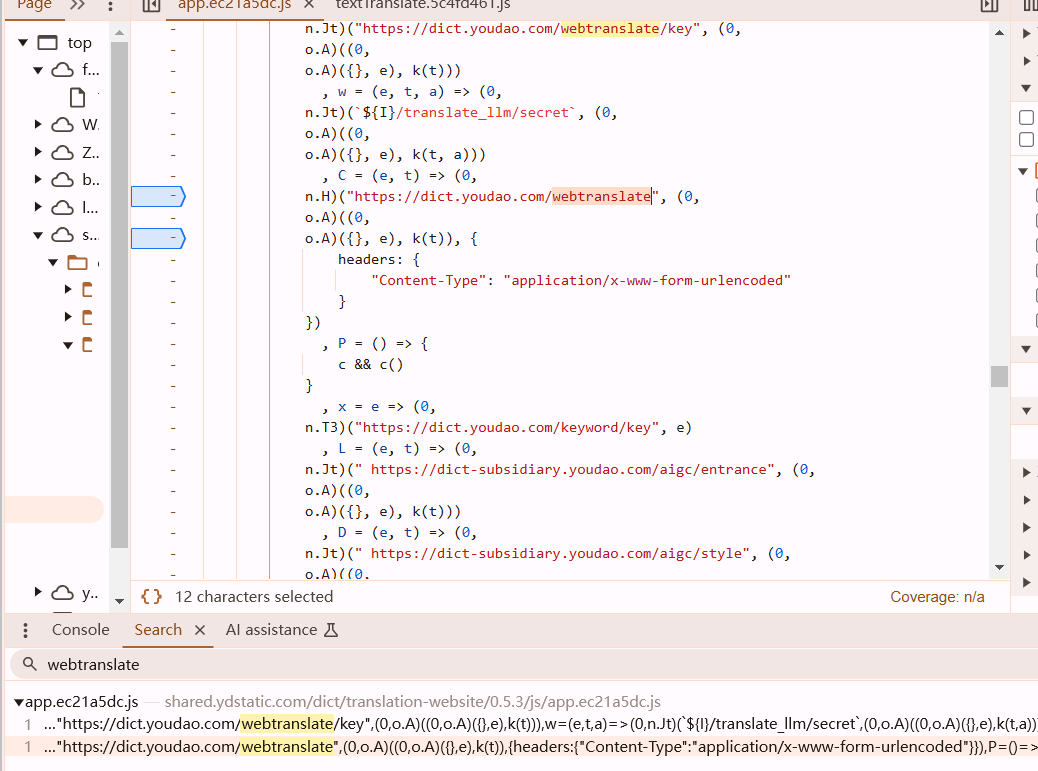 Page
app.ec21a5dc.js
textTranslate.5c4fd461.js
top
f...
W.
Z...
b...
l...
s...
y..
n.Jt)("https://dict.youdao.com/webtranslate/key", (0,
o.A)((0,
o.A)({}, e), k(t)))
, w = (e, t, a) => (0,
n.Jt)(`${I}/translate_llm/secret`, (0,
o.A)((0,
o.A)({}, e), k(t, a)))
, C = (e, t) => (0,
n.H)("https://dict.youdao.com/webtranslate", (0,
o.A)((0,
o.A)({}, e), k(t)), {
headers: {
"Content-Type": "application/x-www-form-urlencoded"
}
})
, P = () => {
c && c()
}
, x = e => (0,
n.T3)("https://dict.youdao.com/keyword/key", e)
, L = (e, t) => (0,
n.Jt)(" https://dict-subsidiary.youdao.com/aigc/entrance", (0,
o.A)((0,
o.A)({}, e), k(t)))
, D = (e, t) => (0,
n.Jt)(" https://dict-subsidiary.youdao.com/aigc/style", (0,
o.A)((0,
{} 12 characters selected
Coverage: n/a
Console
Search
AI assistance
webtranslate
app.ec21a5dc.js — shared.ydstatic.com/dict/translation-website/0.5.3/js/app.ec21a5dc.js
1 ..."https://dict.youdao.com/webtranslate/key",(0,o.A)((0,o.A)({},e),k(t))),w=(e,t,a)=>(0,n.Jt)(`${I}/translate_llm/secret`,(0,o.A)((0,o.A)({},e),k(t,a))
1 ..."https://dict.youdao.com/webtranslate",(0,o.A)((0,o.A)({},e),k(t)),{headers:{"Content-Type":"application/x-www-form-urlencoded"}}),P=()=>